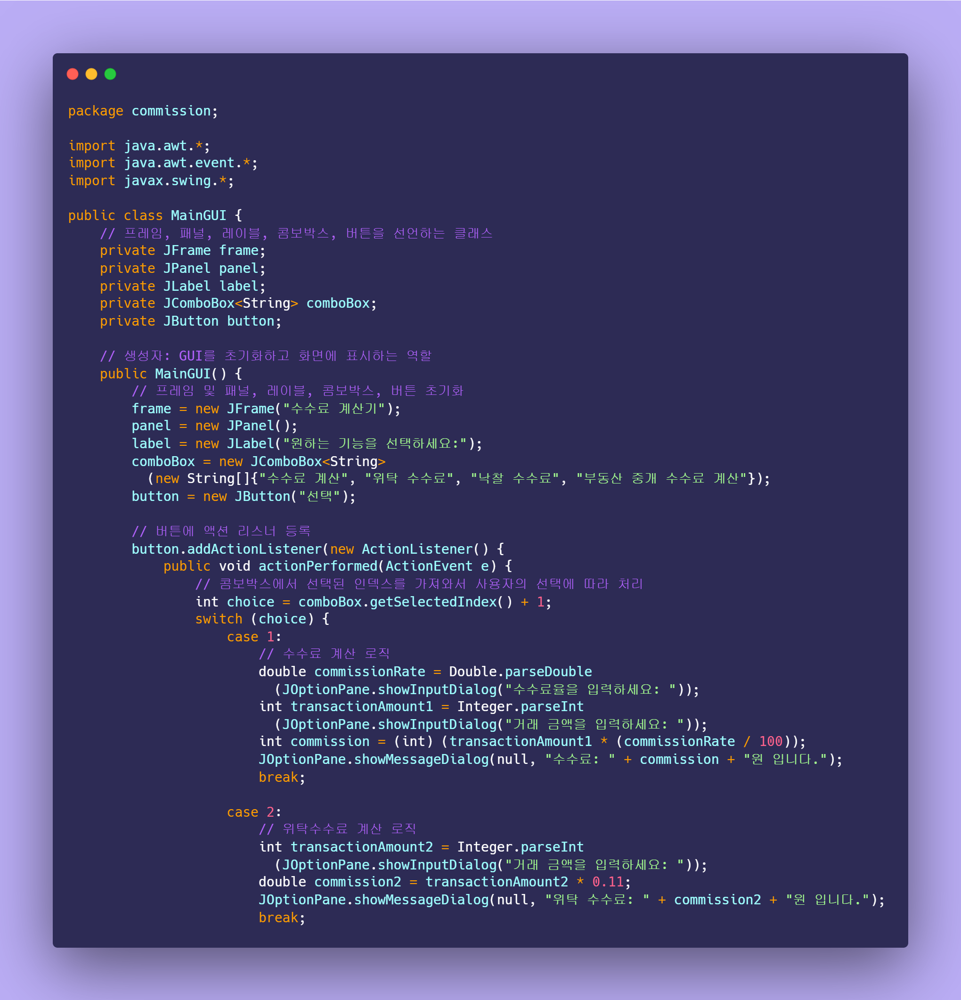 package commission;
import java.awt.*;
import java.awt.event.*;
import javax.swing.*;
public class MainGUI {
    // 프레임, 패널, 레이블, 콤보박스, 버튼을 선언하는 클래스
    private JFrame frame;
    private JPanel panel;
    private JLabel label;
    private JComboBox<String> comboBox;
    private JButton button;
    // 생성자: GUI를 초기화하고 화면에 표시하는 역할
    public MainGUI() {
        // 프레임 및 패널, 레이블, 콤보박스, 버튼 초기화
        frame = new JFrame("수수료 계산기");
        panel = new JPanel();
        label = new JLabel("원하는 기능을 선택하세요:");
        comboBox = new JComboBox<String>
          (new String[]{"수수료 계산", "위탁 수수료", "낙찰 수수료", "부동산 중개 수수료 계산"});
        button = new JButton("선택");
        // 버튼에 액션 리스너 등록
        button.addActionListener(new ActionListener() {
            public void actionPerformed(ActionEvent e) {
                // 콤보박스에서 선택된 인덱스를 가져와서 사용자의 선택에 따라 처리
                int choice = comboBox.getSelectedIndex() + 1;
                switch (choice) {
                    case 1:
                        // 수수료 계산 로직
                        double commissionRate = Double.parseDouble
                          (JOptionPane.showInputDialog("수수료율을 입력하세요: "));
                        int transactionAmount1 = Integer.parseInt
                          (JOptionPane.showInputDialog("거래 금액을 입력하세요: "));
                        int commission = (int) (transactionAmount1 * (commissionRate / 100));
                        JOptionPane.showMessageDialog(null, "수수료: " + commission + "원 입니다.");
                        break;
                    case 2:
                        // 위탁수수료 계산 로직
                        int transactionAmount2 = Integer.parseInt
                          (JOptionPane.showInputDialog("거래 금액을 입력하세요: "));
                        double commission2 = transactionAmount2 * 0.11;
                        JOptionPane.showMessageDialog(null, "위탁 수수료: " + commission2 + "원 입니다.");
                        break;